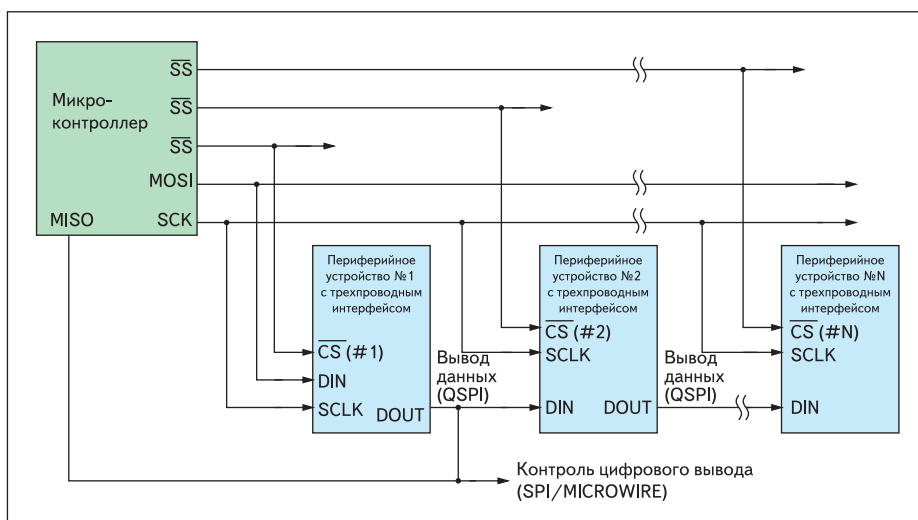 Микро-
контроллер
SS
SS
SS
MOSI
MISO
SCK
Периферийное
устройство №1
с трехпроводным
интерфейсом
CS (#1)
DIN
SCLK
DOUT
Вывод
данных
(QSPI)
Периферийное
устройство №2
с трехпроводным
интерфейсом
CS (#2)
SCLK
DIN
DOUT
Вывод
данных
(QSPI)
Периферийное
устройство №N
с трехпроводным
интерфейсом
CS (#N)
SCLK
DIN
Контроль цифрового вывода
(SPI/MICROWIRE)